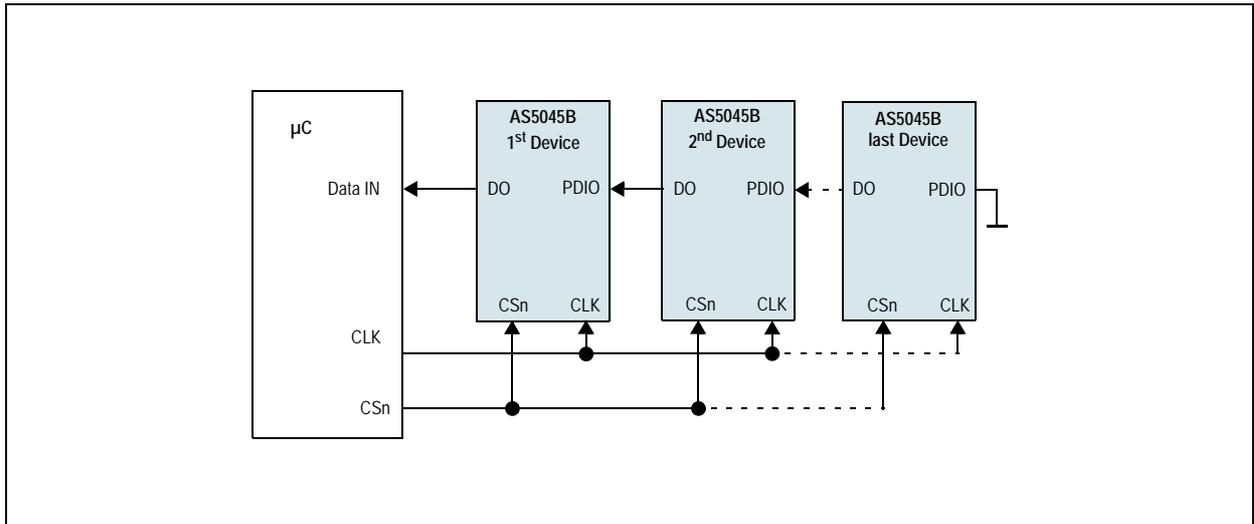 µC
AS5045B
1st Device
AS5045B
2nd Device
AS5045B
last Device
Data IN
DO PDIO
DO PDIO
DO PDIO
CSn CLK
CSn CLK
CSn CLK
CLK
CSn